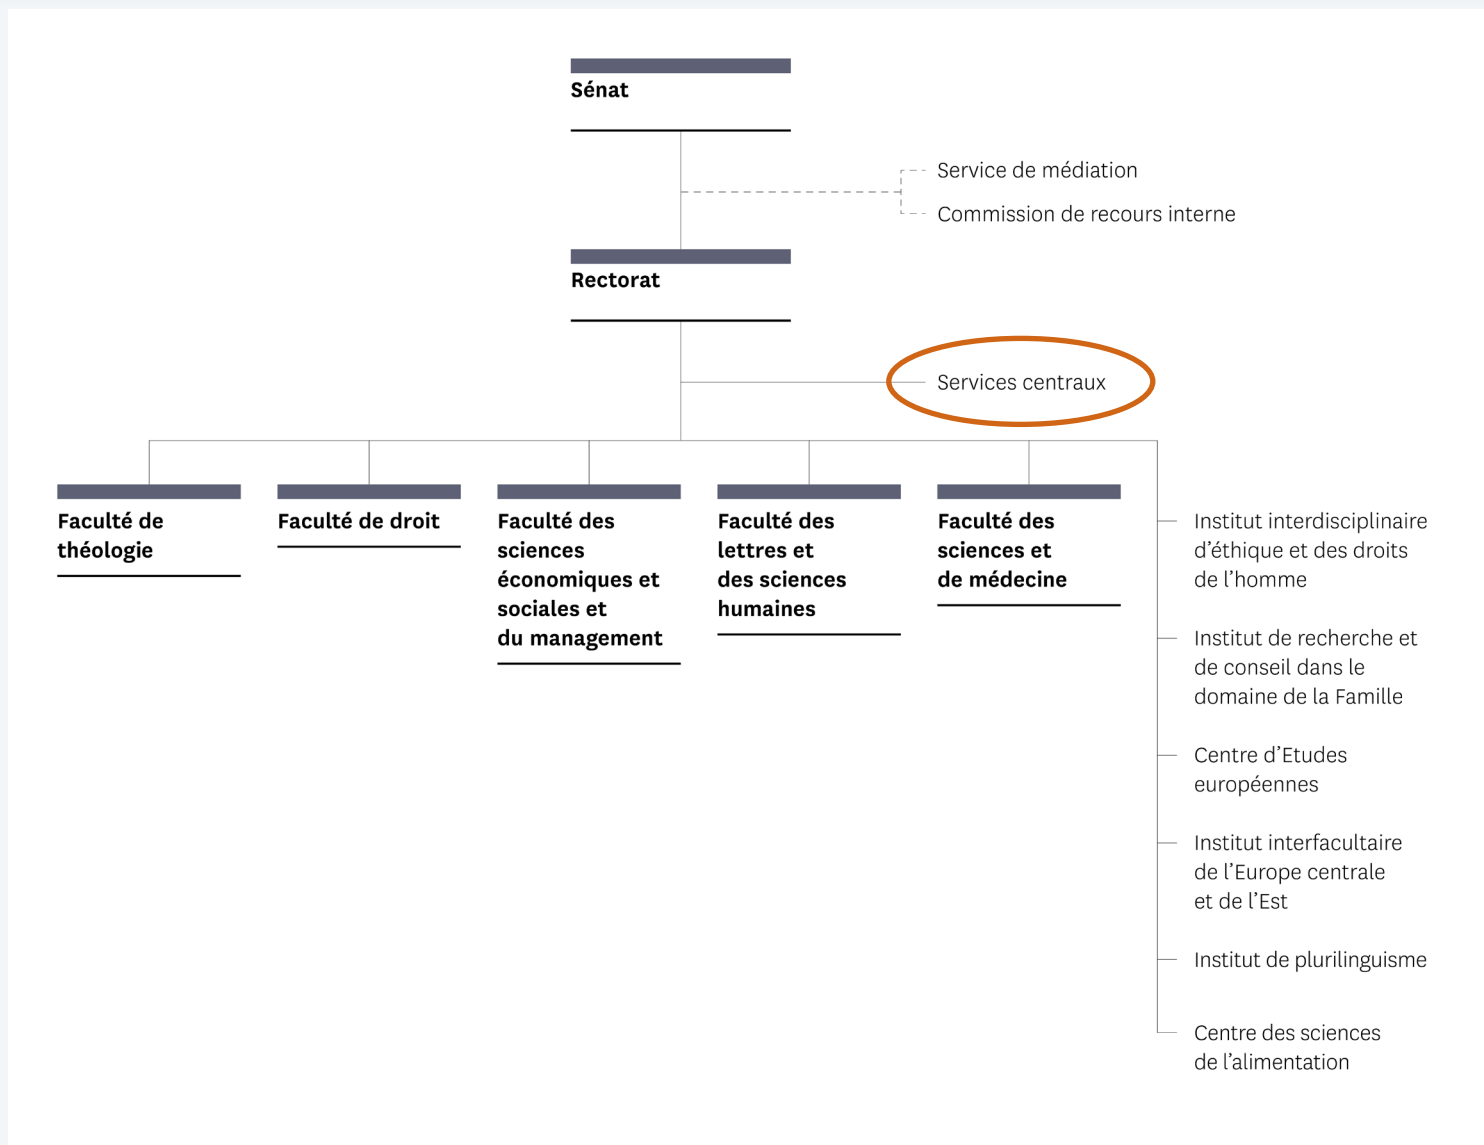 Sénat
Service de médiation
Commission de recours interne
Rectorat
Services centraux
Faculté de
théologie
Faculté de droit
Faculté des
sciences
économiques et
sociales et
du management
Faculté des
lettres et
des sciences
humaines
Faculté des
sciences et
de médecine
Institut interdisciplinaire
d’éthique et des droits
de l’homme
Institut de recherche et
de conseil dans le
domaine de la Famille
Centre d’Etudes
européennes
Institut interfacultaire
de l’Europe centrale
et de l’Est
Institut de plurilinguisme
Centre des sciences
de l’alimentation